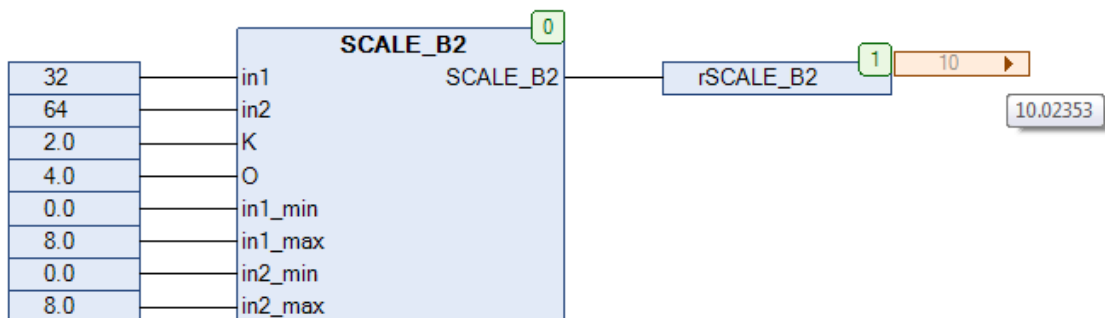 0
SCALE_B2
1
32 in1 SCALE_B2 rSCALE_B2 10
64 in2 10.02353
2.0 K
4.0 O
0.0 in1_min
8.0 in1_max
0.0 in2_min
8.0 in2_max